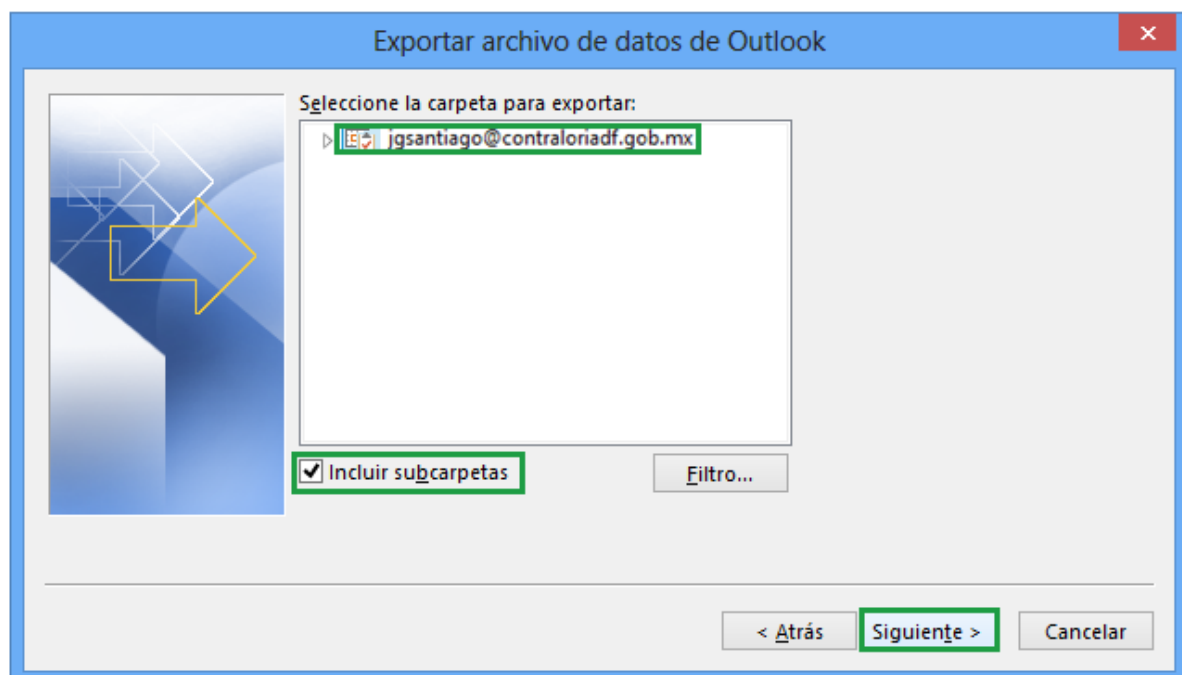 Exportar archivo de datos de Outlook
Seleccione la carpeta para exportar:
jgsantiago@contraloriadf.gob.mx
Incluir subcarpetas
Filtro...
< Atrás
Siguiente >
Cancelar